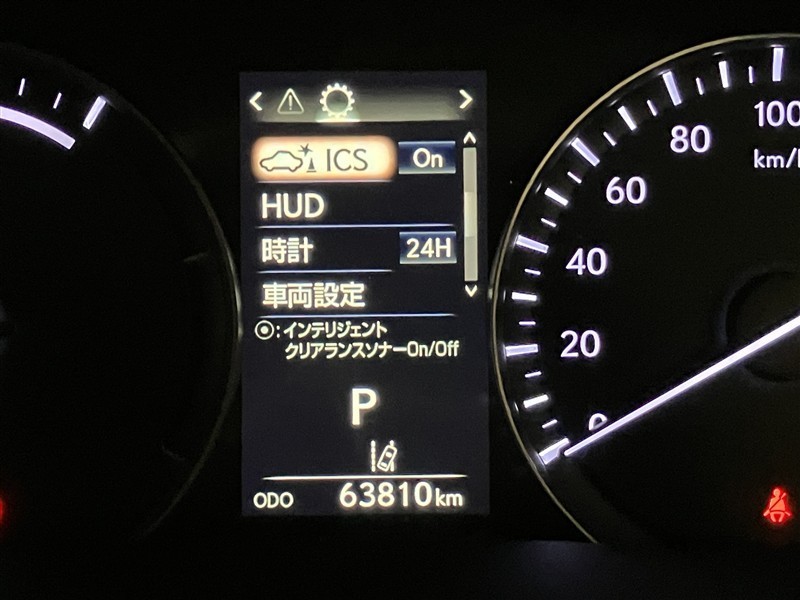 ICS On
HUD
時計 24H
車両設定
⦿:インテリジェント
クリアランスソナーOn/Off
P
ODO 63810km
100
km/h
80
60
40
20
0